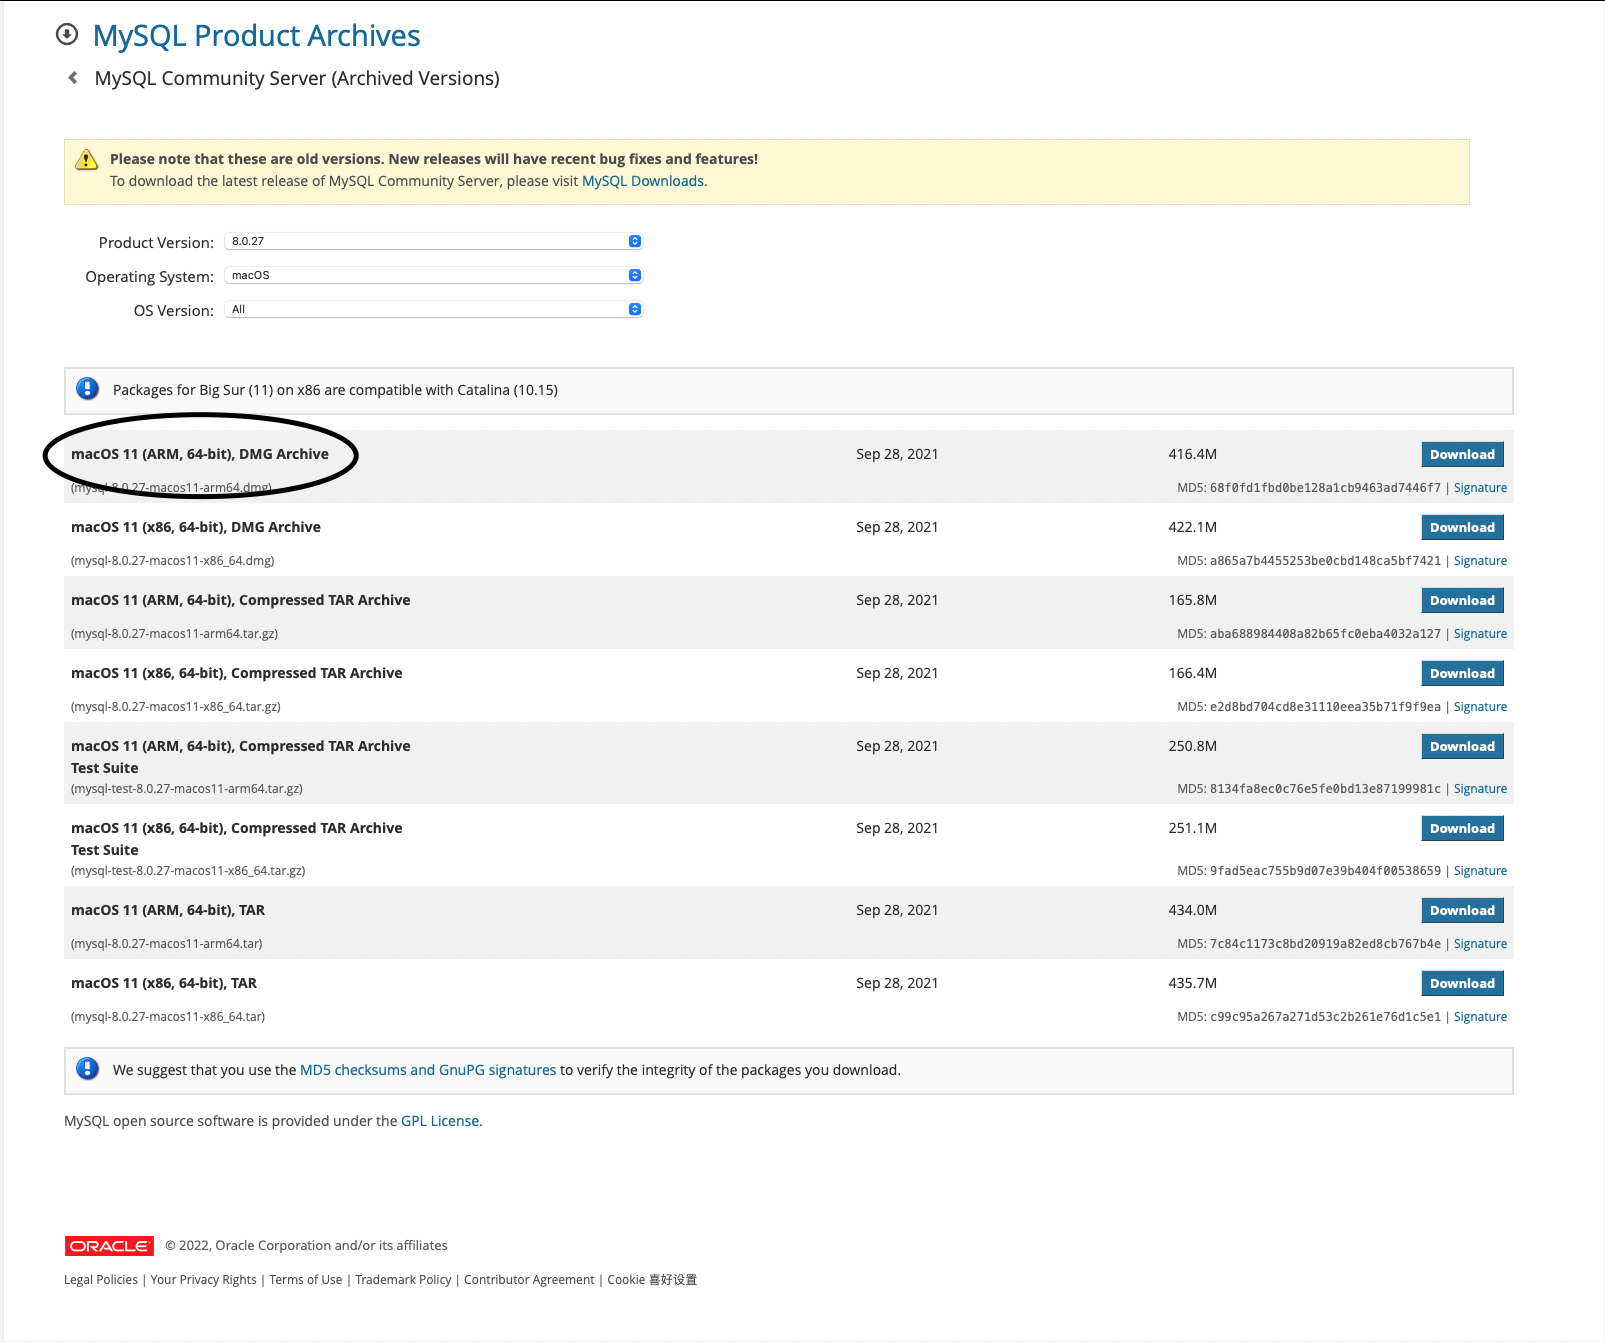 MySQL Product Archives
MySQL Community Server (Archived Versions)
Please note that these are old versions. New releases will have recent bug fixes and features!
To download the latest release of MySQL Community Server, please visit MySQL Downloads.
Product Version: 8.0.27
Operating System: macOS
OS Version: All
Packages for Big Sur (11) on x86 are compatible with Catalina (10.15)
macOS 11 (ARM, 64-bit), DMG Archive Sep 28, 2021 416.4M Download
(mysql-8.0.27-macos11-arm64.dmg) MD5: 68f0fd1fbd0be128a1cb9463ad7446f7 | Signature
macOS 11 (x86, 64-bit), DMG Archive Sep 28, 2021 422.1M Download
(mysql-8.0.27-macos11-x86_64.dmg) MD5: a865a7b4455253be0cbd148ca5bf7421 | Signature
macOS 11 (ARM, 64-bit), Compressed TAR Archive Sep 28, 2021 165.8M Download
(mysql-8.0.27-macos11-arm64.tar.gz) MD5: aba688984408a82b65fc0eba4032a127 | Signature
macOS 11 (x86, 64-bit), Compressed TAR Archive Sep 28, 2021 166.4M Download
(mysql-8.0.27-macos11-x86_64.tar.gz) MD5: e2d8bd704cd8e31110eea35b71f9f9ea | Signature
macOS 11 (ARM, 64-bit), Compressed TAR Archive Sep 28, 2021 250.8M Download
Test Suite
(mysql-test-8.0.27-macos11-arm64.tar.gz) MD5: 8134fa8ec0c76e5fe0bd13e87199981c | Signature
macOS 11 (x86, 64-bit), Compressed TAR Archive Sep 28, 2021 251.1M Download
Test Suite
(mysql-test-8.0.27-macos11-x86_64.tar.gz) MD5: 9fad5eac755b9d07e39b404f00538659 | Signature
macOS 11 (ARM, 64-bit), TAR Sep 28, 2021 434.0M Download
(mysql-8.0.27-macos11-arm64.tar) MD5: 7c84c1173c8bd20919a82ed8cb767b4e | Signature
macOS 11 (x86, 64-bit), TAR Sep 28, 2021 435.7M Download
(mysql-8.0.27-macos11-x86_64.tar) MD5: c99c95a267a271d53c2b261e76d1c5e1 | Signature
We suggest that you use the MD5 checksums and GnuPG signatures to verify the integrity of the packages you download.
MySQL open source software is provided under the GPL License.
ORACLE © 2022, Oracle Corporation and/or its affiliates
Legal Policies | Your Privacy Rights | Terms of Use | Trademark Policy | Contributor Agreement | Cookie 喜好设置